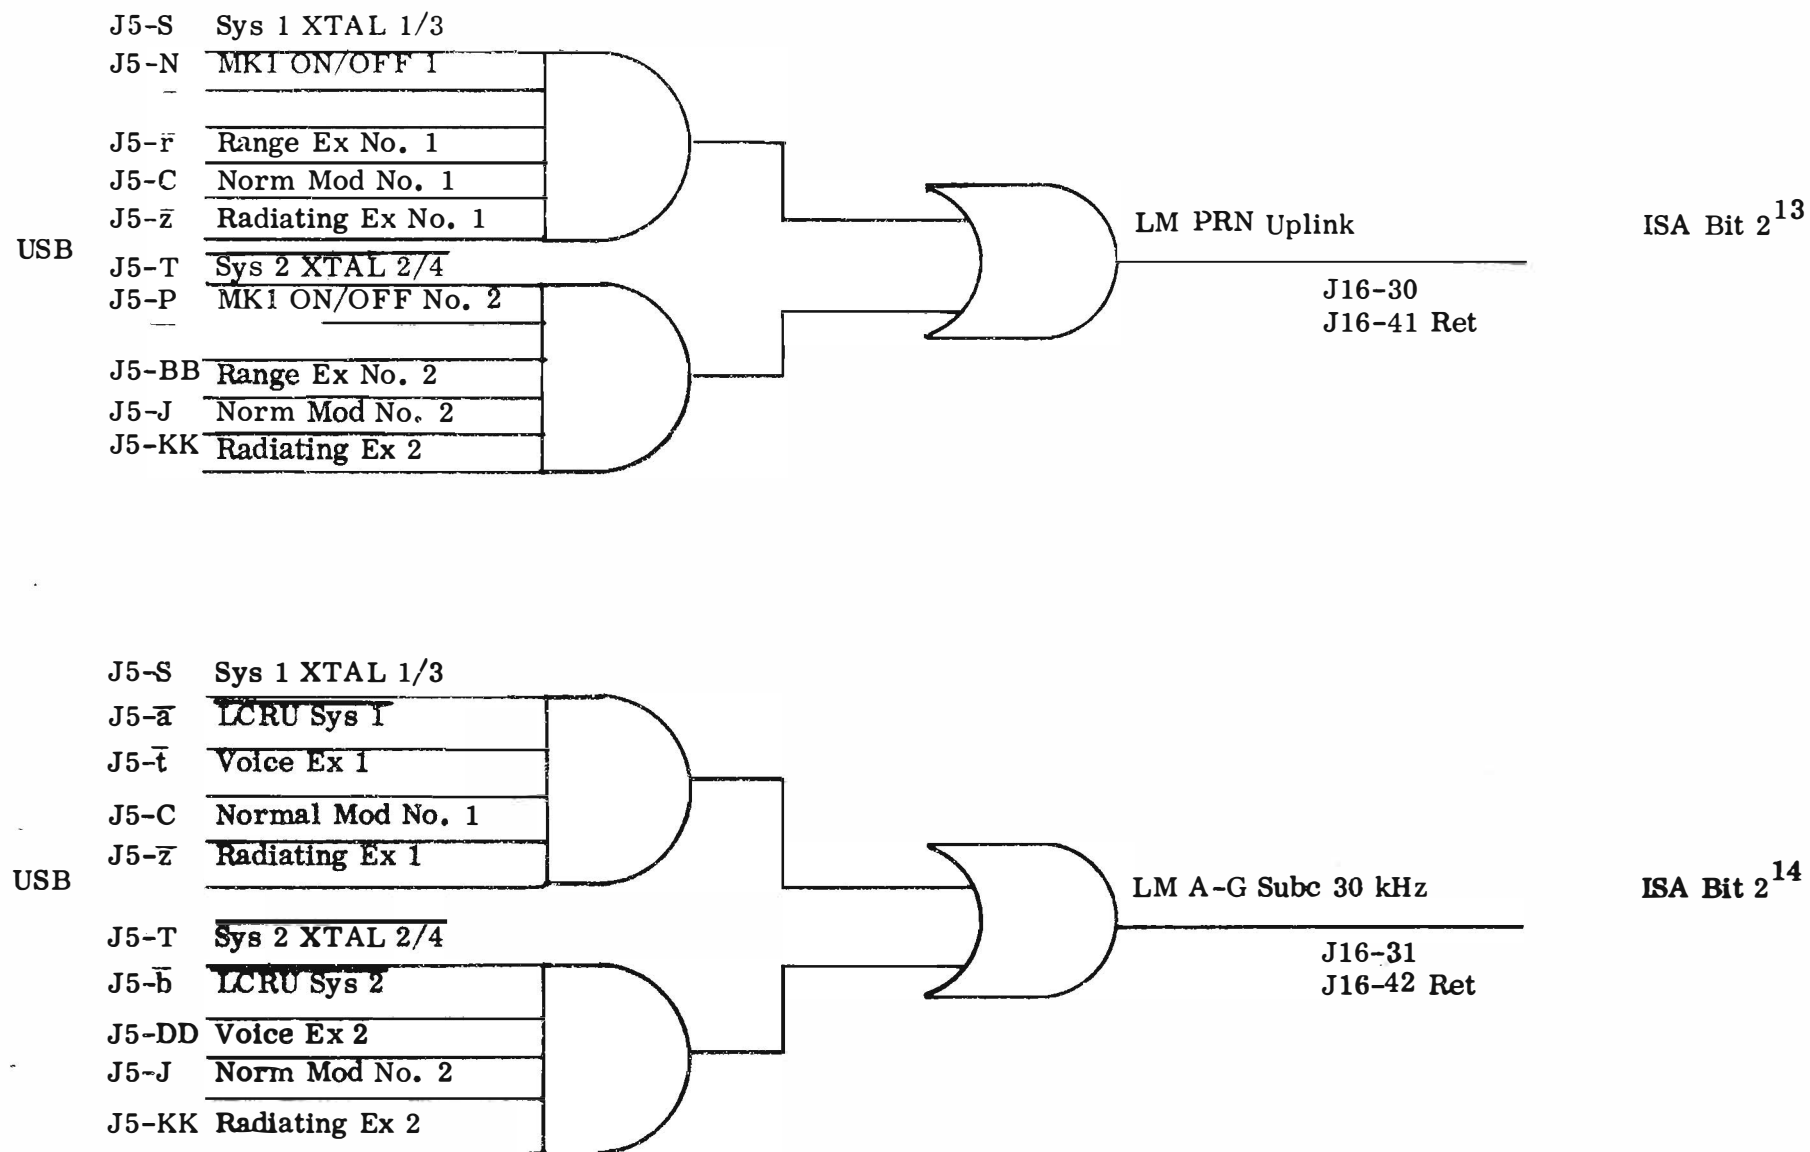 J5-S Sys 1 XTAL 1/3
J5-N MK1 ON/OFF 1
J5-r̄ Range Ex No. 1
J5-C Norm Mod No. 1
J5-z̄ Radiating Ex No. 1
USB
J5-T Sys 2 XTAL 2/4
J5-P MK1 ON/OFF No. 2
J5-BB Range Ex No. 2
J5-J Norm Mod No. 2
J5-KK Radiating Ex 2
LM PRN Uplink
J16-30
J16-41 Ret
ISA Bit 2¹³
J5-S Sys 1 XTAL 1/3
J5-a̅ LCRU Sys 1
J5-t̅ Voice Ex 1
J5-C Normal Mod No. 1
J5-z̅ Radiating Ex 1
USB
J5-T Sys 2 XTAL 2/4
J5-b̅ LCRU Sys 2
J5-DD Voice Ex 2
J5-J Norm Mod No. 2
J5-KK Radiating Ex 2
LM A-G Subc 30 kHz
J16-31
J16-42 Ret
ISA Bit 2¹⁴